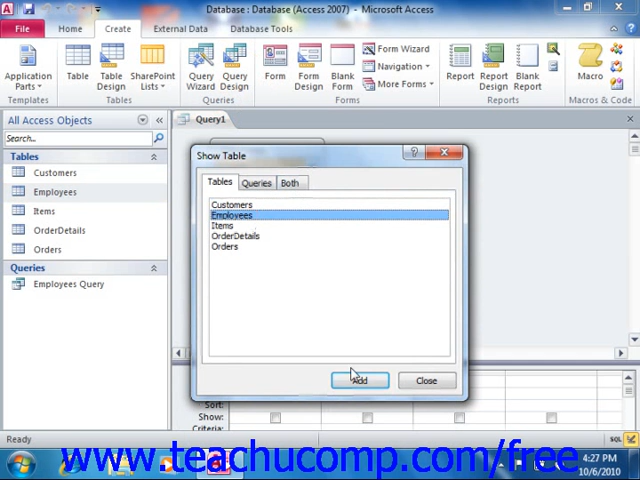 Database : Database (Access 2007) - Microsoft Access
File Home Create External Data Database Tools
Application Parts
Table
Table Design
SharePoint Lists
Query Wizard
Query Design
Form
Form Design
Blank Form
Form Wizard
Navigation
More Forms
Report
Report Design
Blank Report
Macro
Templates Tables Queries Forms Reports Macros & Code
All Access Objects
Search...
Tables
Customers
Employees
Items
OrderDetails
Orders
Queries
Employees Query
Query1
Show Table
Tables Queries Both
Customers
Employees
Items
OrderDetails
Orders
Add Close
Sort:
Show:
Criteria:
Ready
SQL
www.teachucomp.com/free
4:27 PM
10/6/2010